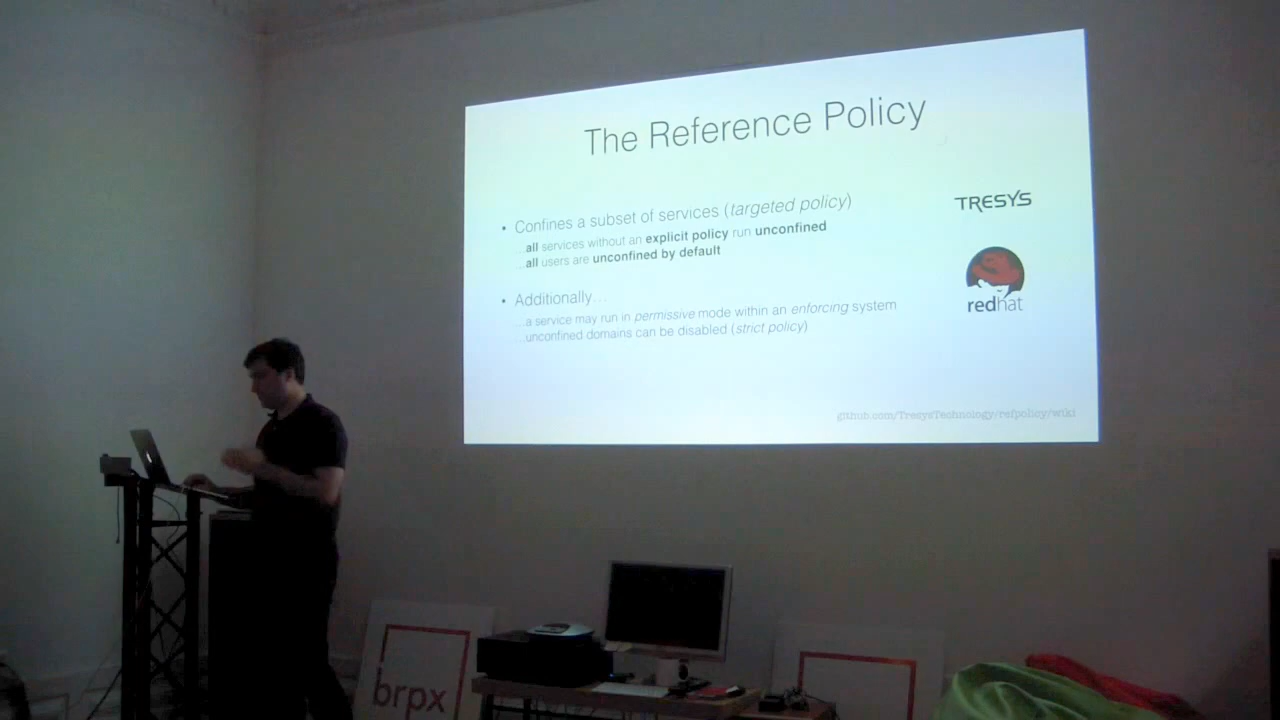 The Reference Policy
• Confines a subset of services (targeted policy)
…all services without an explicit policy run unconfined
…all users are unconfined by default
• Additionally…
…a service may run in permissive mode within an enforcing system
…unconfined domains can be disabled (strict policy)
TRESYS
redhat
github.com/TresysTechnology/refpolicy/wiki
brpx